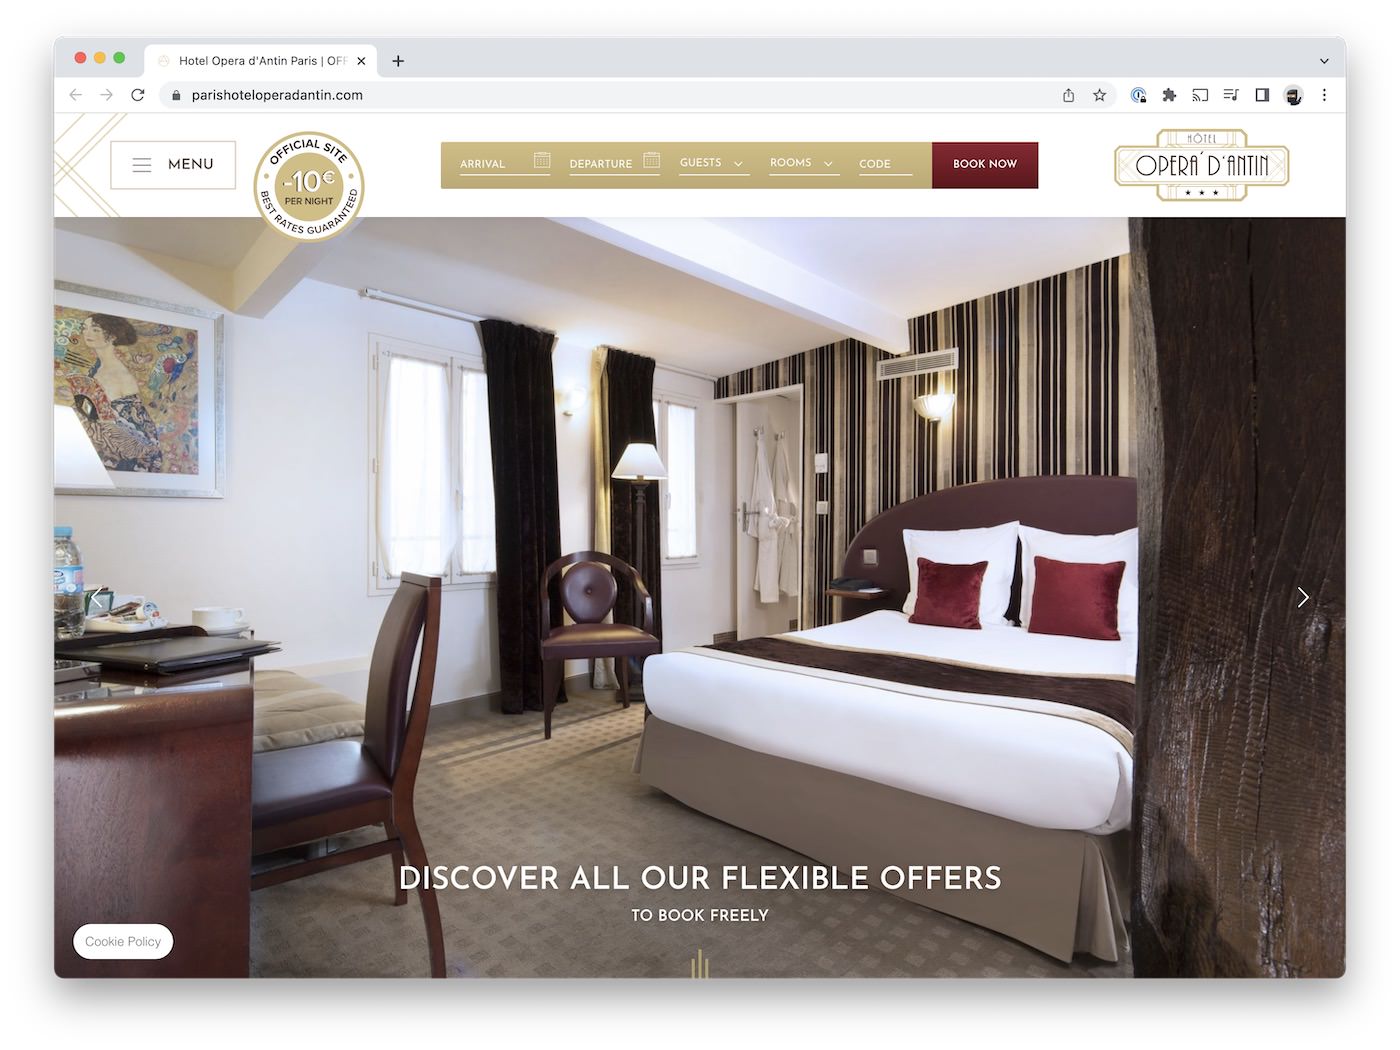 Hotel Opera d'Antin Paris | OFF
parishoteloperadantin.com
MENU
OFFICIAL SITE
-10€
PER NIGHT
BEST RATES GUARANTEED
ARRIVAL
DEPARTURE
GUESTS
ROOMS
CODE
BOOK NOW
HÔTEL
OPERA´ D'ANTIN
DISCOVER ALL OUR FLEXIBLE OFFERS
TO BOOK FREELY
Cookie Policy